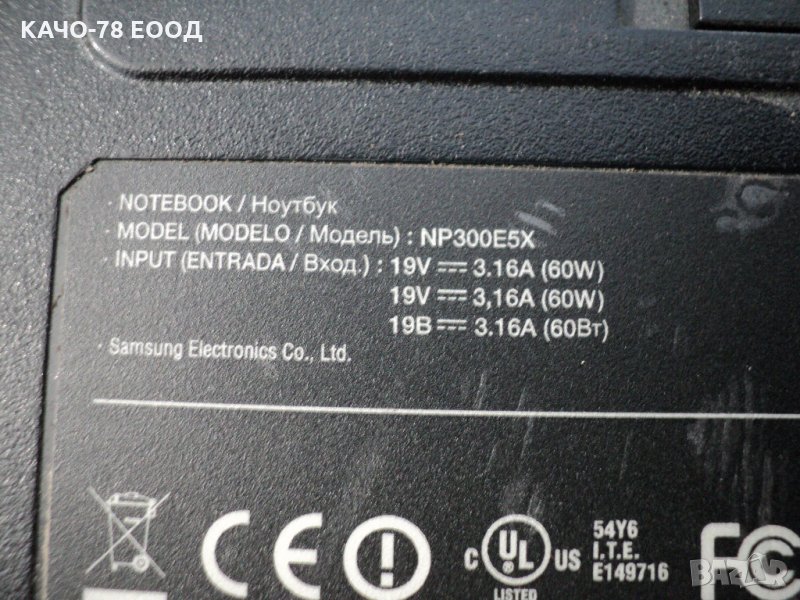 КАЧО-78 ЕООД
· NOTEBOOK / Ноутбук
· MODEL (MODELO / Модель) : NP300E5X
· INPUT (ENTRADA / Вход.) : 19V ⎓ 3.16A (60W)
19V ⎓ 3,16A (60W)
19В ⎓ 3.16A (60Вт)
· Samsung Electronics Co., Ltd.
CE
C UL ® US
LISTED
54Y6
I.T.E.
E149716
FC
bazar